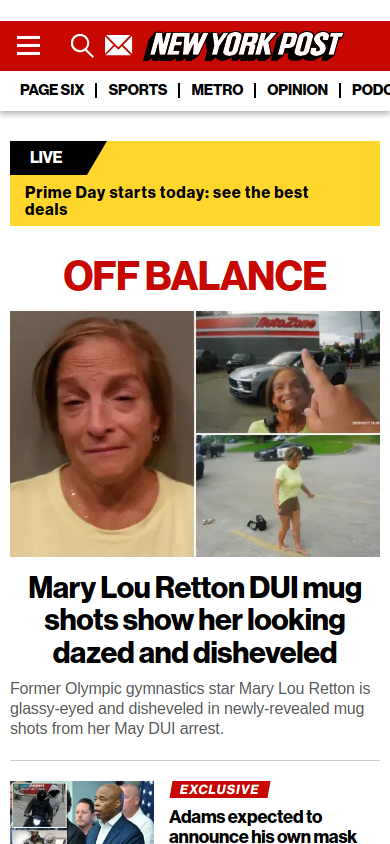 NEW YORK POST
PAGE SIX | SPORTS | METRO | OPINION | PODC
LIVE
Prime Day starts today: see the best
deals
OFF BALANCE
AutoZone
Mary Lou Retton DUI mug
shots show her looking
dazed and disheveled
Former Olympic gymnastics star Mary Lou Retton is
glassy-eyed and disheveled in newly-revealed mug
shots from her May DUI arrest.
EXCLUSIVE
Adams expected to
announce his own mask